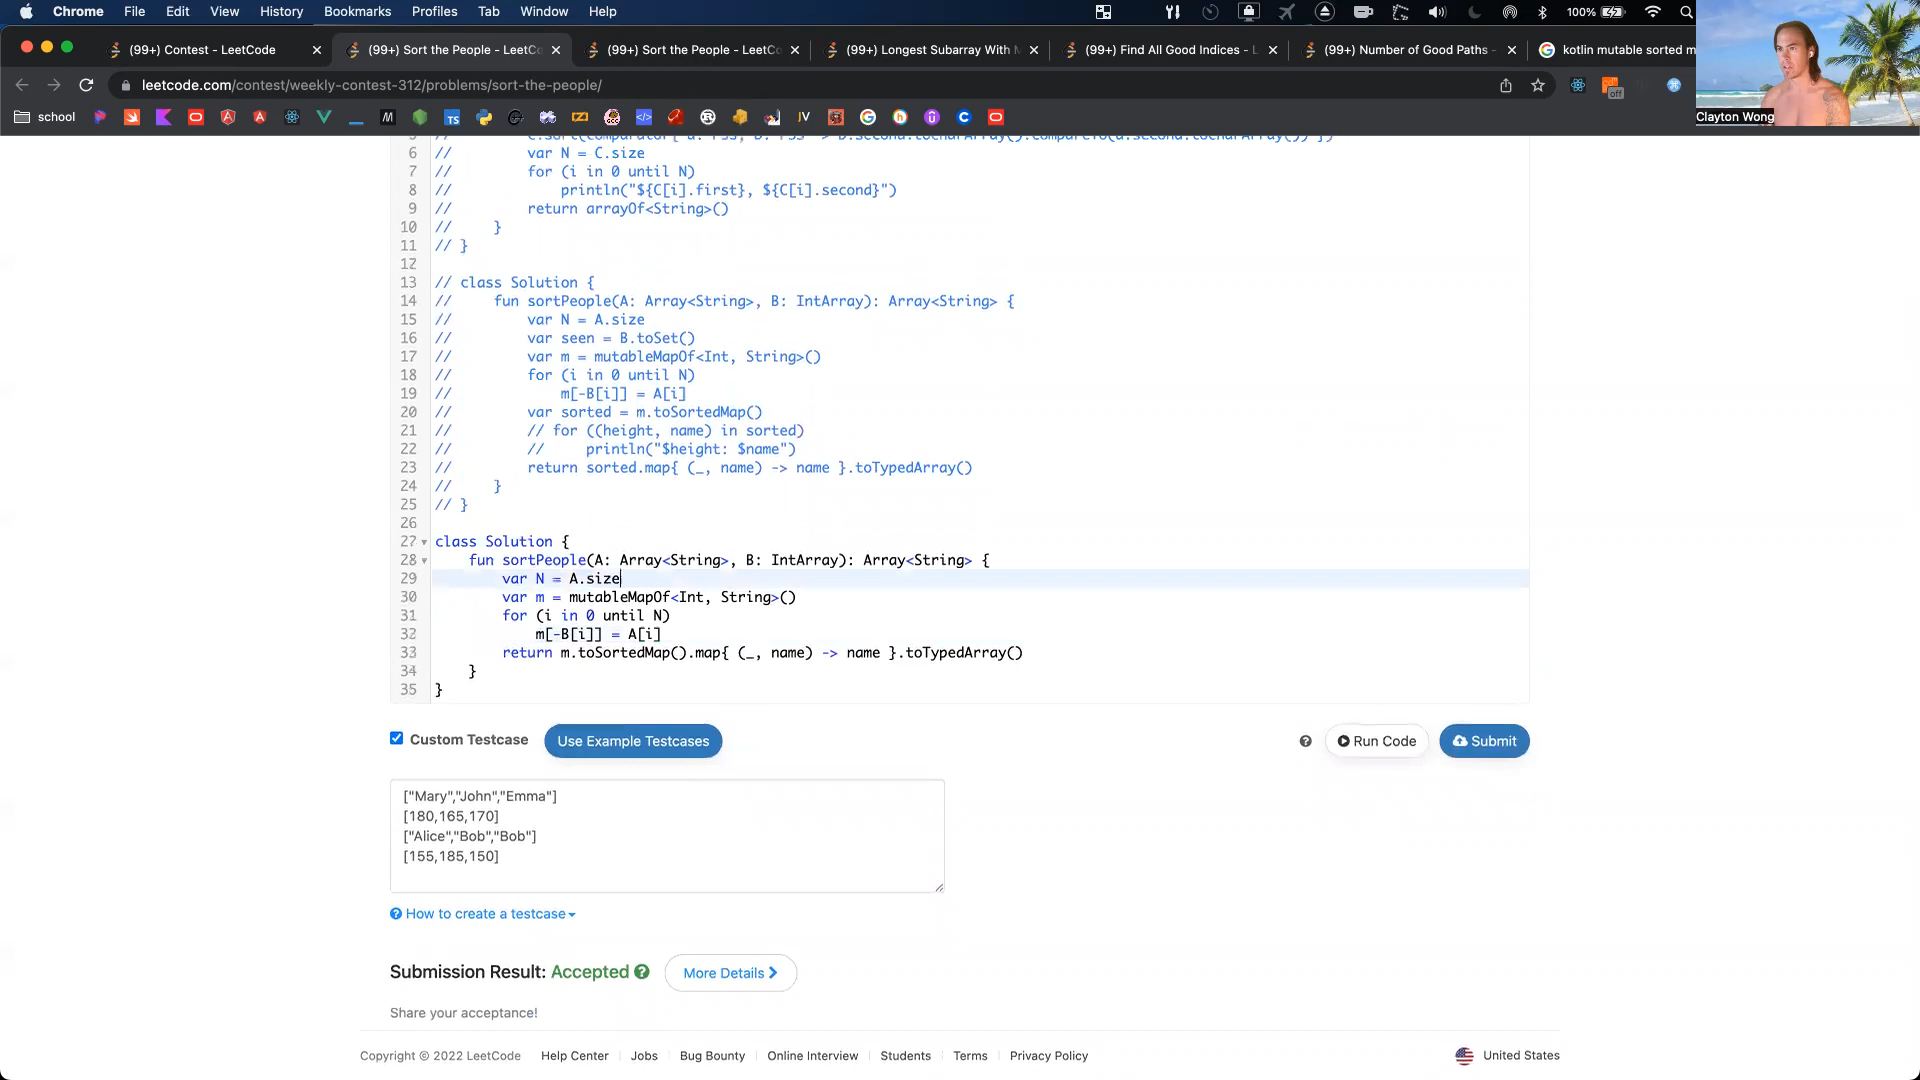 Chrome File Edit View History Bookmarks Profiles Tab Window Help 100%
(99+) Contest - LeetCode (99+) Sort the People - LeetCo (99+) Sort the People - LeetCo (99+) Longest Subarray With M (99+) Find All Good Indices - L (99+) Number of Good Paths - kotlin mutable sorted m
leetcode.com/contest/weekly-contest-312/problems/sort-the-people/ off
school
Clayton Wong
6 // var N = C.size
7 // for (i in 0 until N)
8 // println("${C[i].first}, ${C[i].second}")
9 // return arrayOf<String>()
10 // }
11 // }
12
13 // class Solution {
14 // fun sortPeople(A: Array<String>, B: IntArray): Array<String> {
15 // var N = A.size
16 // var seen = B.toSet()
17 // var m = mutableMapOf<Int, String>()
18 // for (i in 0 until N)
19 // m[-B[i]] = A[i]
20 // var sorted = m.toSortedMap()
21 // // for ((height, name) in sorted)
22 // // println("$height: $name")
23 // return sorted.map{ (_, name) -> name }.toTypedArray()
24 // }
25 // }
26
27 class Solution {
28 fun sortPeople(A: Array<String>, B: IntArray): Array<String> {
29 var N = A.size
30 var m = mutableMapOf<Int, String>()
31 for (i in 0 until N)
32 m[-B[i]] = A[i]
33 return m.toSortedMap().map{ (_, name) -> name }.toTypedArray()
34 }
35 }
Custom Testcase Use Example Testcases Run Code Submit
["Mary","John","Emma"]
[180,165,170]
["Alice","Bob","Bob"]
[155,185,150]
How to create a testcase
Submission Result: Accepted More Details
Share your acceptance!
Copyright © 2022 LeetCode Help Center Jobs Bug Bounty Online Interview Students Terms Privacy Policy United States